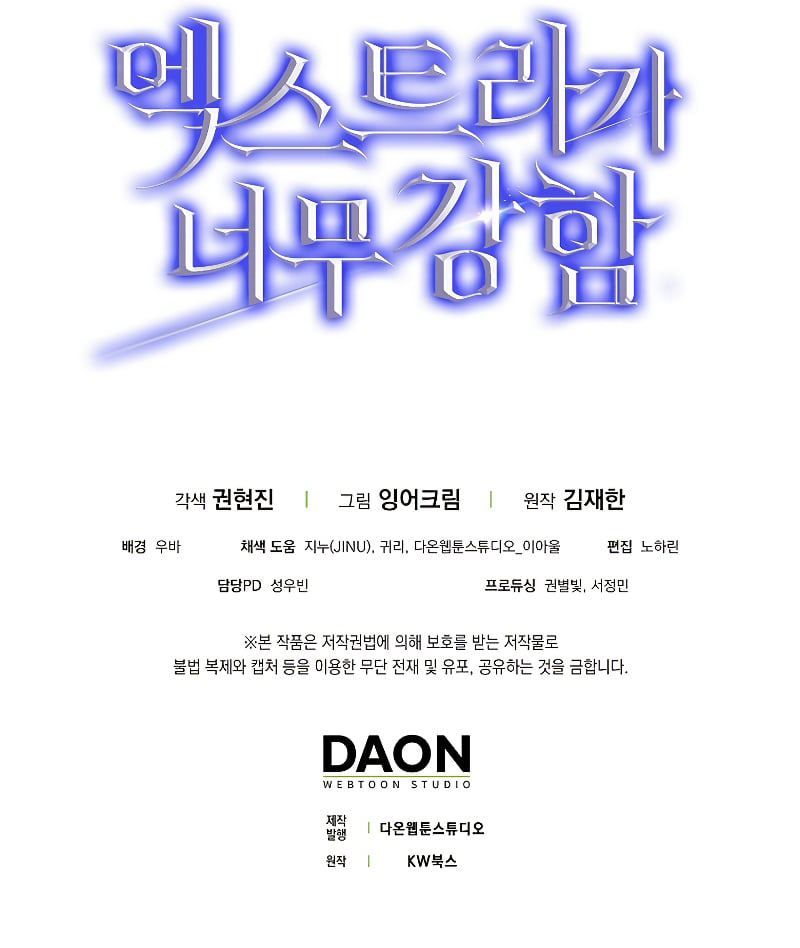 엑스트라가
너무 강함
각색 권현진 | 그림 잉어크림 | 원작 김재한
배경 우바 채색 도움 지누(JINU), 귀리, 다온웹툰스튜디오_이아울 편집 노하린
담당PD 성우빈 프로듀싱 권별빛, 서정민
※본 작품은 저작권법에 의해 보호를 받는 저작물로
불법 복제와 캡처 등을 이용한 무단 전재 및 유포, 공유하는 것을 금합니다.
DAON
WEBTOON STUDIO
제작
발행 | 다온웹툰스튜디오
원작 | KW북스